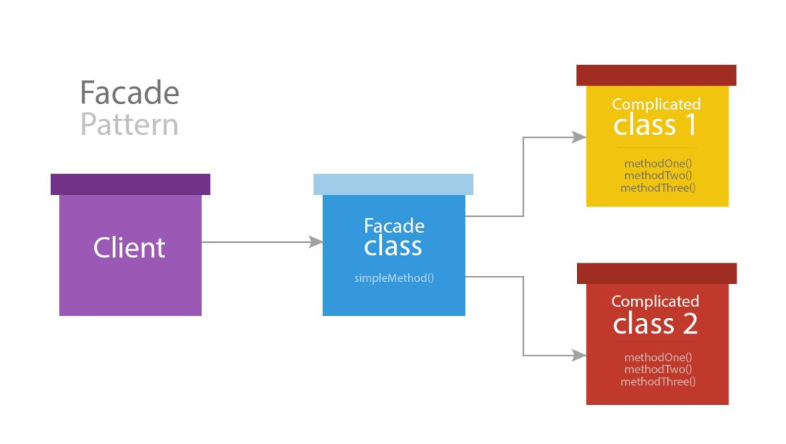 Facade
Pattern
Client
Facade
class
simpleMethod()
Complicated
class 1
methodOne()
methodTwo()
methodThree()
Complicated
class 2
methodOne()
methodTwo()
methodThree()